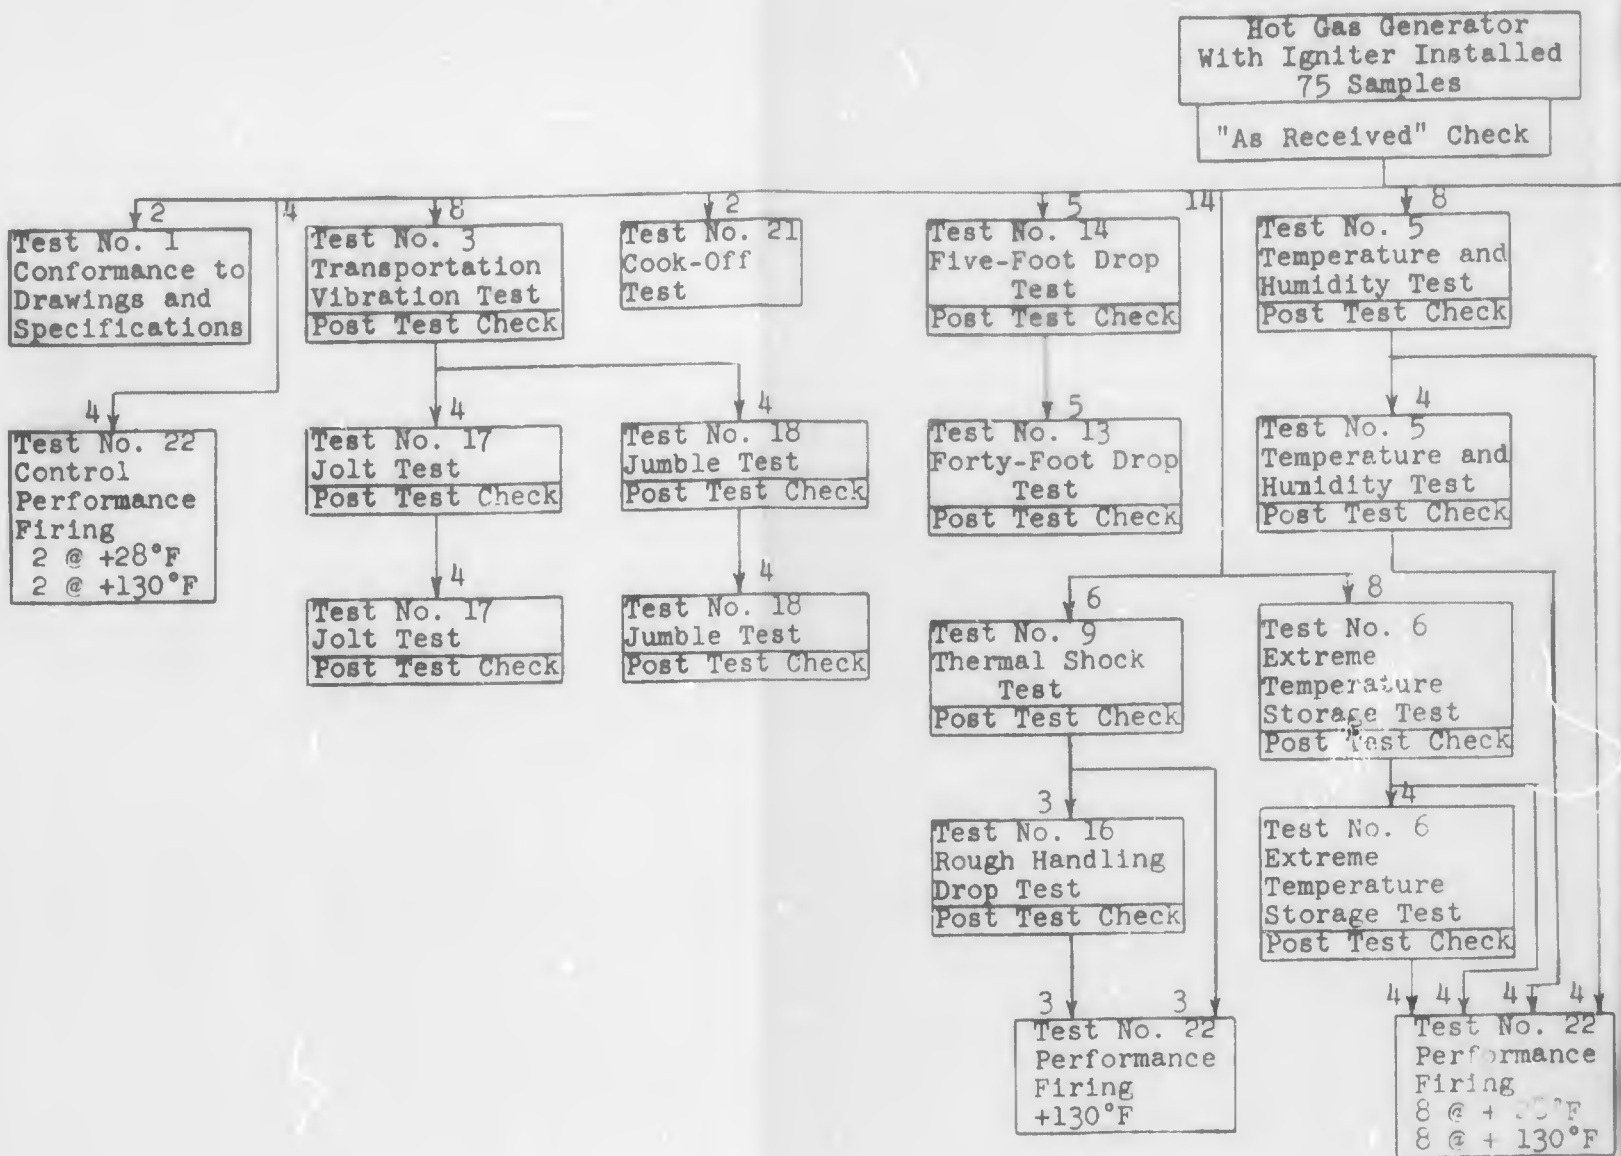 Hot Gas Generator
With Igniter Installed
75 Samples
"As Received" Check
2
Test No. 1
Conformance to
Drawings and
Specifications
4
4
Test No. 22
Control
Performance
Firing
2 @ +28°F
2 @ +130°F
8
Test No. 3
Transportation
Vibration Test
Post Test Check
4
Test No. 17
Jolt Test
Post Test Check
4
Test No. 17
Jolt Test
Post Test Check
2
Test No. 21
Cook-Off
Test
4
Test No. 18
Jumble Test
Post Test Check
4
Test No. 18
Jumble Test
Post Test Check
5
Test No. 14
Five-Foot Drop
Test
Post Test Check
5
Test No. 13
Forty-Foot Drop
Test
Post Test Check
14
6
Test No. 9
Thermal Shock
Test
Post Test Check
3
Test No. 16
Rough Handling
Drop Test
Post Test Check
3 3
Test No. 22
Performance
Firing
+130°F
8
Test No. 5
Temperature and
Humidity Test
Post Test Check
4
Test No. 5
Temperature and
Humidity Test
Post Test Check
8
Test No. 6
Extreme
Temperature
Storage Test
Post Test Check
4
Test No. 6
Extreme
Temperature
Storage Test
Post Test Check
4 4 4 4
Test No. 22
Performance
Firing
8 @ +
8 @ + 130°F